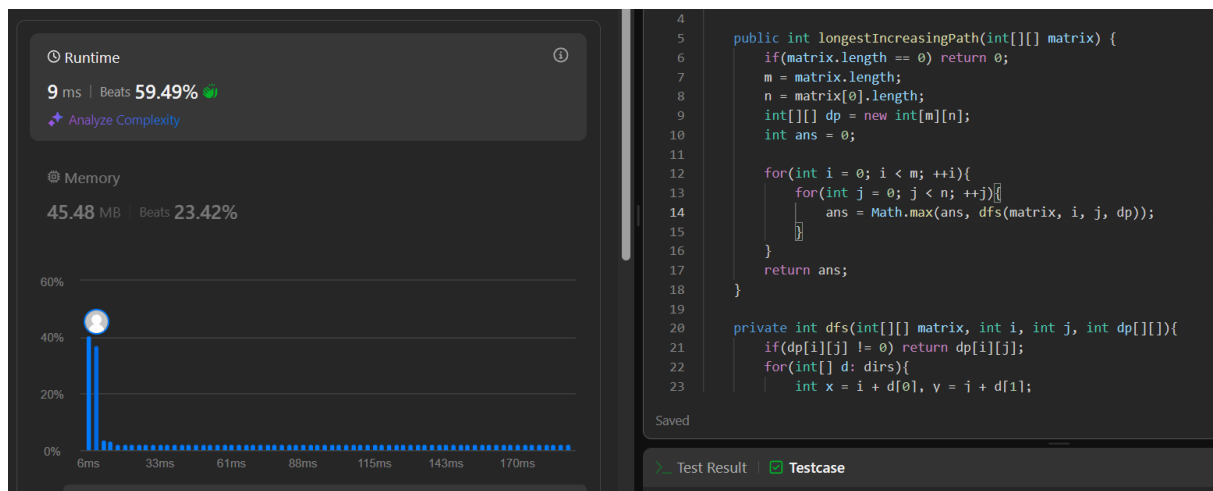 Runtime
9 ms | Beats 59.49%
Analyze Complexity
Memory
45.48 MB | Beats 23.42%
60%
40%
20%
0%
6ms 33ms 61ms 88ms 115ms 143ms 170ms
4
5 public int longestIncreasingPath(int[][] matrix) {
6 if(matrix.length == 0) return 0;
7 m = matrix.length;
8 n = matrix[0].length;
9 int[][] dp = new int[m][n];
10 int ans = 0;
11
12 for(int i = 0; i < m; ++i){
13 for(int j = 0; j < n; ++j){
14 ans = Math.max(ans, dfs(matrix, i, j, dp));
15 }
16 }
17 return ans;
18 }
19
20 private int dfs(int[][] matrix, int i, int j, int dp[][]){
21 if(dp[i][j] != 0) return dp[i][j];
22 for(int[] d: dirs){
23 int x = i + d[0], y = j + d[1];
Saved
Test Result | Testcase